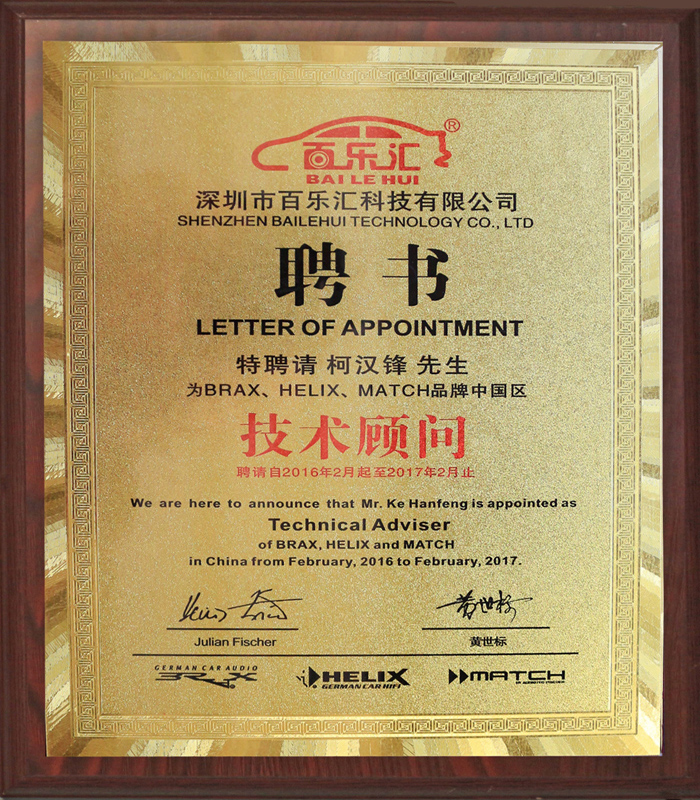 百乐汇®
BAI LE HUI
深圳市百乐汇科技有限公司
SHENZHEN BAILEHUI TECHNOLOGY CO., LTD
聘书
LETTER OF APPOINTMENT
特聘请 柯汉锋 先生
为BRAX、HELIX、MATCH品牌中国区
技术顾问
聘请自2016年2月起至2017年2月止
We are here to announce that Mr. Ke Hanfeng is appointed as
Technical Adviser
of BRAX, HELIX and MATCH
in China from February, 2016 to February, 2017.
黄世标
Julian Fischer 黄世标
GERMAN CAR AUDIO
BRAX HELIX MATCH
GERMAN CAR HIFI